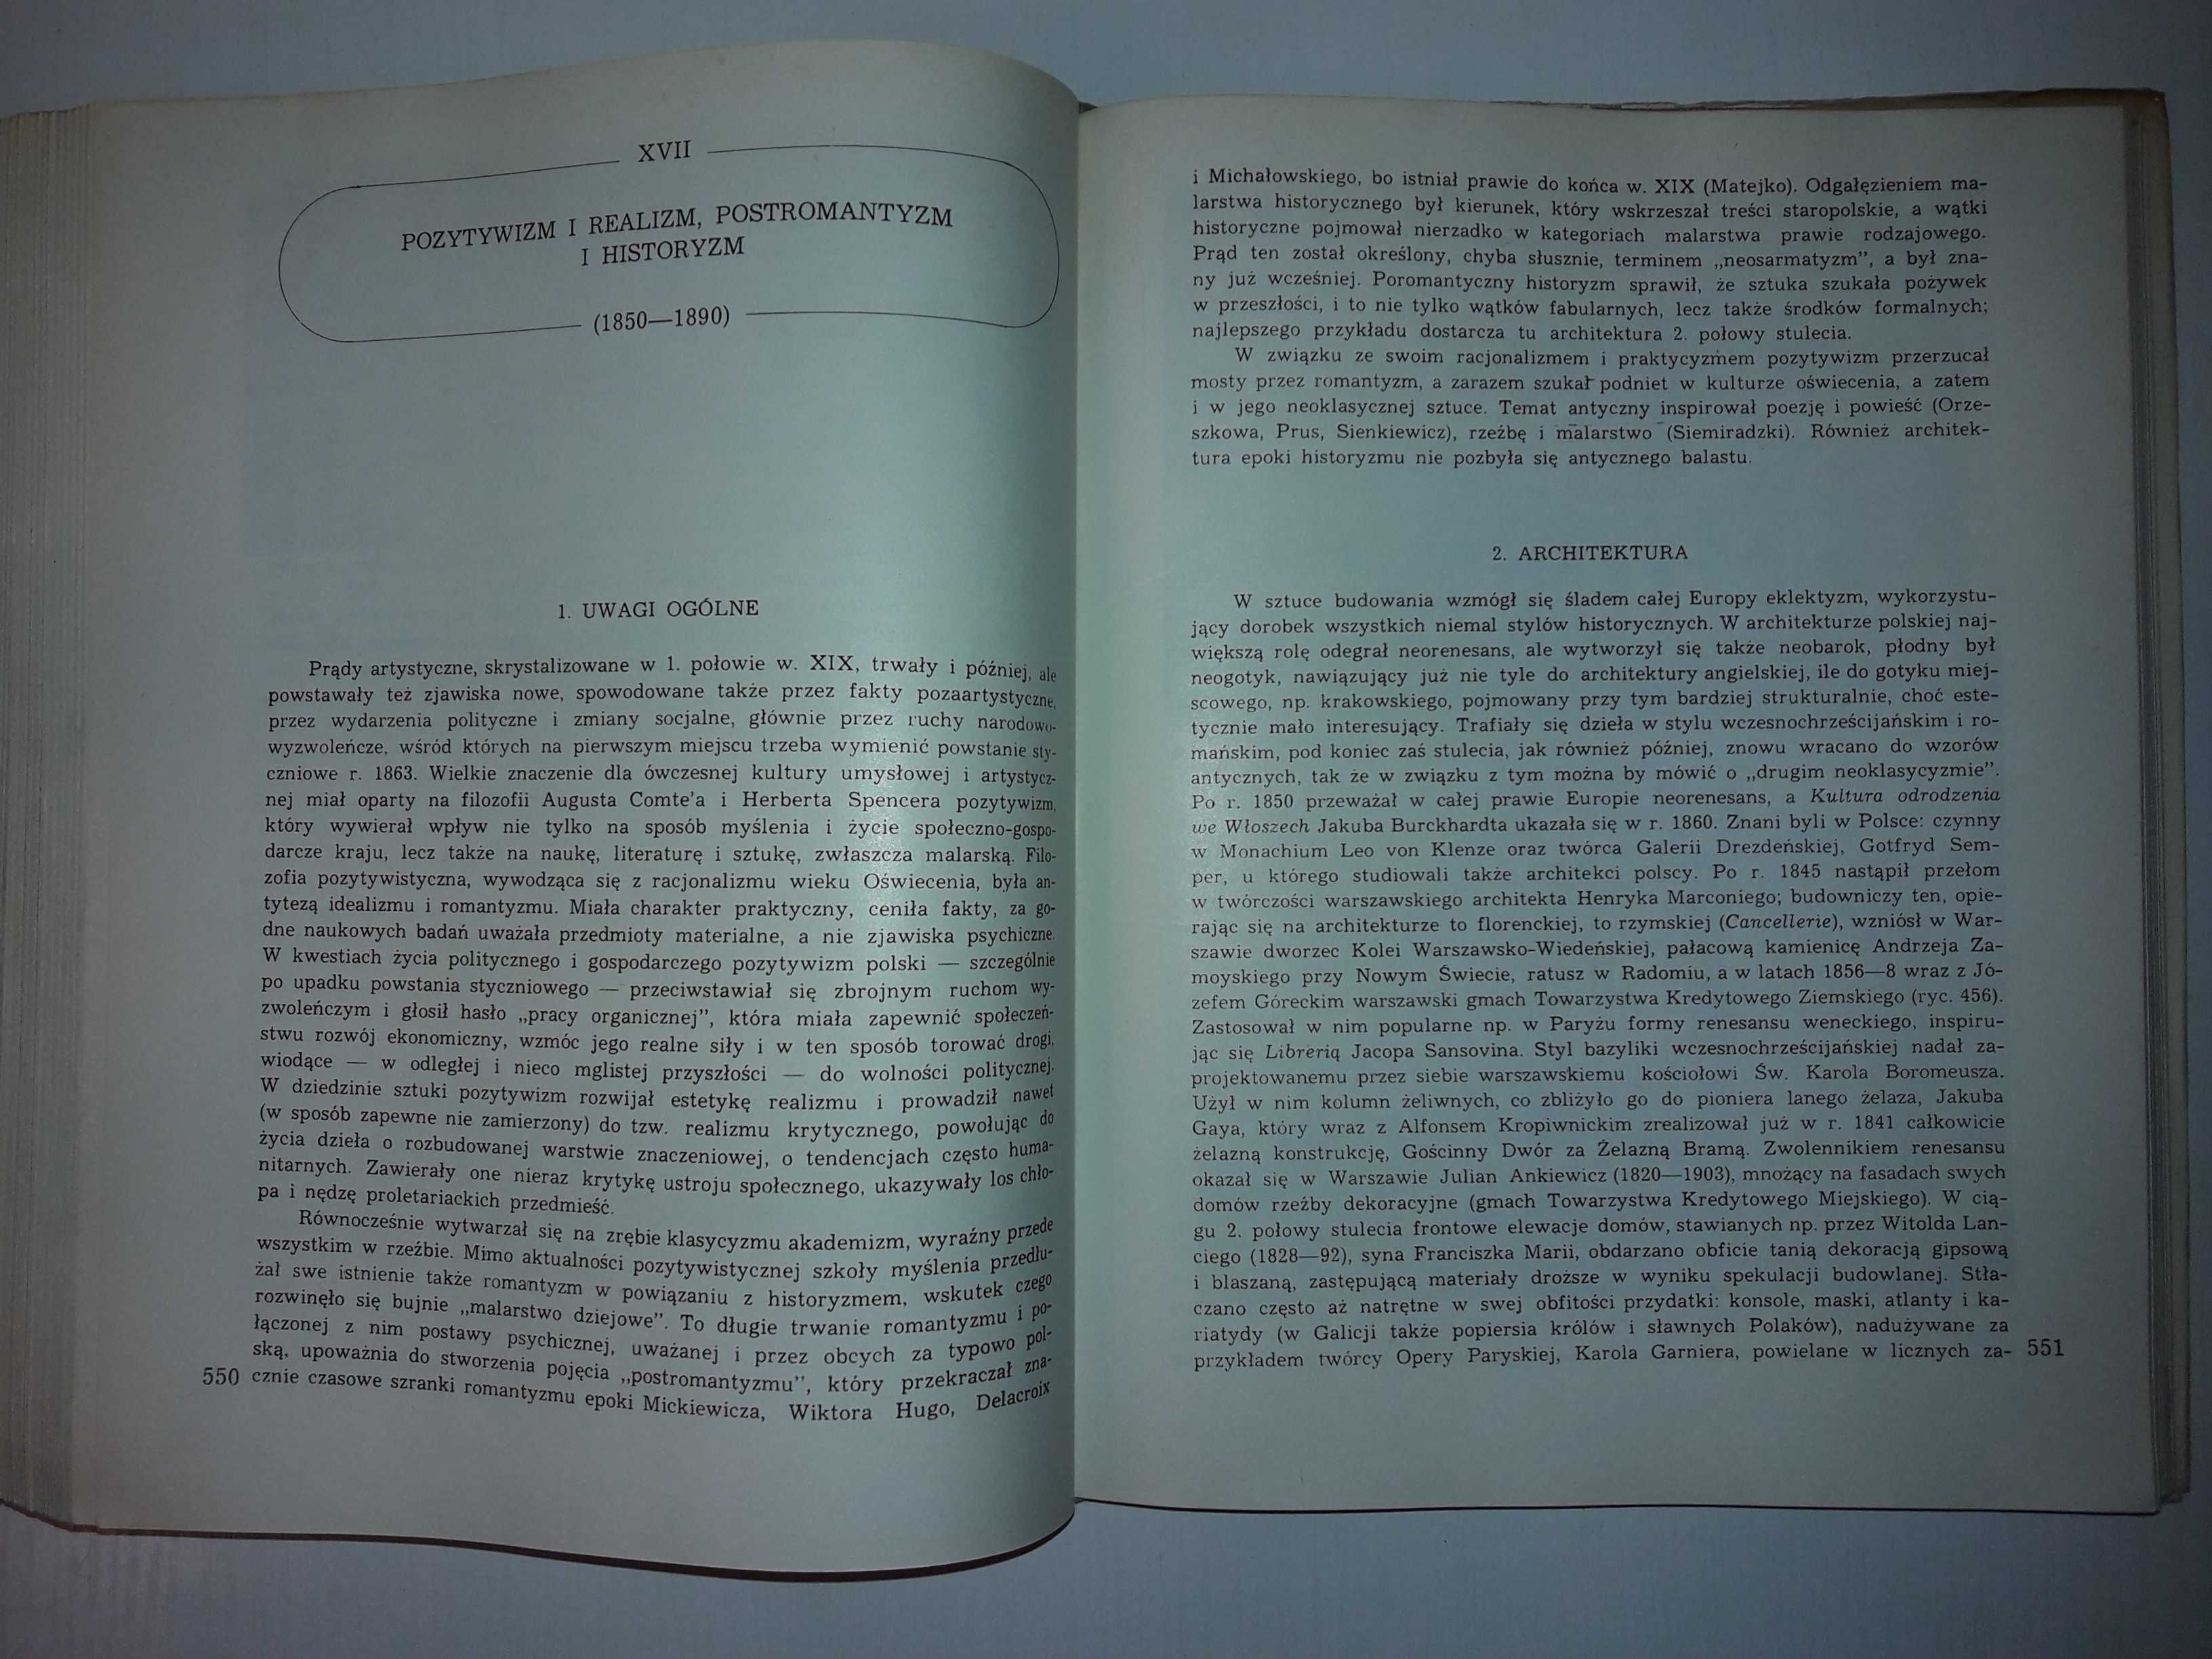 XVII
POZYTYWIZM I REALIZM, POSTROMANTYZM
I HISTORYZM
(1850—1890)
1. UWAGI OGÓLNE
Prądy artystyczne, skrystalizowane w 1. połowie w. XIX, trwały i później, ale
powstawały też zjawiska nowe, spowodowane także przez fakty pozaartystyczne,
przez wydarzenia polityczne i zmiany socjalne, głównie przez ruchy narodowo-
wyzwoleńcze, wśród których na pierwszym miejscu trzeba wymienić powstanie sty-
czniowe r. 1863. Wielkie znaczenie dla ówczesnej kultury umysłowej i artystycz-
nej miał oparty na filozofii Augusta Comte'a i Herberta Spencera pozytywizm,
który wywierał wpływ nie tylko na sposób myślenia i życie społeczno-gospo-
darcze kraju, lecz także na naukę, literaturę i sztukę, zwłaszcza malarską. Filo-
zofia pozytywistyczna, wywodząca się z racjonalizmu wieku Oświecenia, była an-
tytezą idealizmu i romantyzmu. Miała charakter praktyczny, ceniła fakty, za go-
dne naukowych badań uważała przedmioty materialne, a nie zjawiska psychiczne.
W kwestiach życia politycznego i gospodarczego pozytywizm polski — szczególnie
po upadku powstania styczniowego — przeciwstawiał się zbrojnym ruchom wy-
zwoleńczym i głosił hasło „pracy organicznej”, która miała zapewnić społeczeń-
stwu rozwój ekonomiczny, wzmóc jego realne siły i w ten sposób torować drogi,
wiodące — w odległej i nieco mglistej przyszłości — do wolności politycznej.
W dziedzinie sztuki pozytywizm rozwijał estetykę realizmu i prowadził nawet
(w sposób zapewne nie zamierzony) do tzw. realizmu krytycznego, powołując do
życia dzieła o rozbudowanej warstwie znaczeniowej, o tendencjach często huma-
nitarnych. Zawierały one nieraz krytykę ustroju społecznego, ukazywały los chło-
pa i nędzę proletariackich przedmieść.
Równocześnie wytwarzał się na zrębie klasycyzmu akademizm, wyraźny przede
wszystkim w rzeźbie. Mimo aktualności pozytywistycznej szkoły myślenia przedłu-
żał swe istnienie także romantyzm w powiązaniu z historyzmem, wskutek czego
rozwinęło się bujnie „malarstwo dziejowe”. To długie trwanie romantyzmu i po-
łączonej z nim postawy psychicznej, uważanej i przez obcych za typowo pol-
ską, upoważnia do stworzenia pojęcia „postromantyzmu”, który przekraczał zna-
550 cznie czasowe szranki romantyzmu epoki Mickiewicza, Wiktora Hugo, Delacroix
i Michałowskiego, bo istniał prawie do końca w. XIX (Matejko). Odgałęzieniem ma-
larstwa historycznego był kierunek, który wskrzeszał treści staropolskie, a wątki
historyczne pojmował nierzadko w kategoriach malarstwa prawie rodzajowego.
Prąd ten został określony, chyba słusznie, terminem „neosarmatyzm”, a był zna-
ny już wcześniej. Poromantyczny historyzm sprawił, że sztuka szukała pożywek
w przeszłości, i to nie tylko wątków fabularnych, lecz także środków formalnych;
najlepszego przykładu dostarcza tu architektura 2. połowy stulecia.
W związku ze swoim racjonalizmem i praktycyzmem pozytywizm przerzucał
mosty przez romantyzm, a zarazem szukał podniet w kulturze oświecenia, a zatem
i w jego neoklasycznej sztuce. Temat antyczny inspirował poezję i powieść (Orze-
szkowa, Prus, Sienkiewicz), rzeźbę i malarstwo (Siemiradzki). Również architek-
tura epoki historyzmu nie pozbyła się antycznego balastu.
2. ARCHITEKTURA
W sztuce budowania wzmógł się śladem całej Europy eklektyzm, wykorzystu-
jący dorobek wszystkich niemal stylów historycznych. W architekturze polskiej naj-
większą rolę odegrał neorenesans, ale wytworzył się także neobarok, płodny był
neogotyk, nawiązujący już nie tyle do architektury angielskiej, ile do gotyku miej-
scowego, np. krakowskiego, pojmowany przy tym bardziej strukturalnie, choć este-
tycznie mało interesujący. Trafiały się dzieła w stylu wczesnochrześcijańskim i ro-
mańskim, pod koniec zaś stulecia, jak również później, znowu wracano do wzorów
antycznych, tak że w związku z tym można by mówić o „drugim neoklasycyzmie”.
Po r. 1850 przeważał w całej prawie Europie neorenesans, a Kultura odrodzenia
we Włoszech Jakuba Burckhardta ukazała się w r. 1860. Znani byli w Polsce: czynny
w Monachium Leo von Klenze oraz twórca Galerii Drezdeńskiej, Gotfryd Sem-
per, u którego studiowali także architekci polscy. Po r. 1845 nastąpił przełom
w twórczości warszawskiego architekta Henryka Marconiego; budowniczy ten, opie-
rając się na architekturze to florenckiej, to rzymskiej (Cancellerie), wzniósł w War-
szawie dworzec Kolei Warszawsko-Wiedeńskiej, pałacową kamienicę Andrzeja Za-
moyskiego przy Nowym Świecie, ratusz w Radomiu, a w latach 1856—8 wraz z Jó-
zefem Góreckim warszawski gmach Towarzystwa Kredytowego Ziemskiego (ryc. 456).
Zastosował w nim popularne np. w Paryżu formy renesansu weneckiego, inspiru-
jąc się Librerią Jacopa Sansovina. Styl bazyliki wczesnochrześcijańskiej nadał za-
projektowanemu przez siebie warszawskiemu kościołowi Św. Karola Boromeusza.
Użył w nim kolumn żeliwnych, co zbliżyło go do pioniera lanego żelaza, Jakuba
Gaya, który wraz z Alfonsem Kropiwnickim zrealizował już w r. 1841 całkowicie
żelazną konstrukcję, Gościnny Dwór za Żelazną Bramą. Zwolennikiem renesansu
okazał się w Warszawie Julian Ankiewicz (1820—1903), mnożący na fasadach swych
domów rzeźby dekoracyjne (gmach Towarzystwa Kredytowego Miejskiego). W cią-
gu 2. połowy stulecia frontowe elewacje domów, stawianych np. przez Witolda Lan-
ciego (1828—92), syna Franciszka Marii, obdarzano obficie tanią dekoracją gipsową
i blaszaną, zastępującą materiały droższe w wyniku spekulacji budowlanej. Stła-
czano często aż natrętne w swej obfitości przydatki: konsole, maski, atlanty i ka-
riatydy (w Galicji także popiersia królów i sławnych Polaków), nadużywane za
przykładem twórcy Opery Paryskiej, Karola Garniera, powielane w licznych za- 551